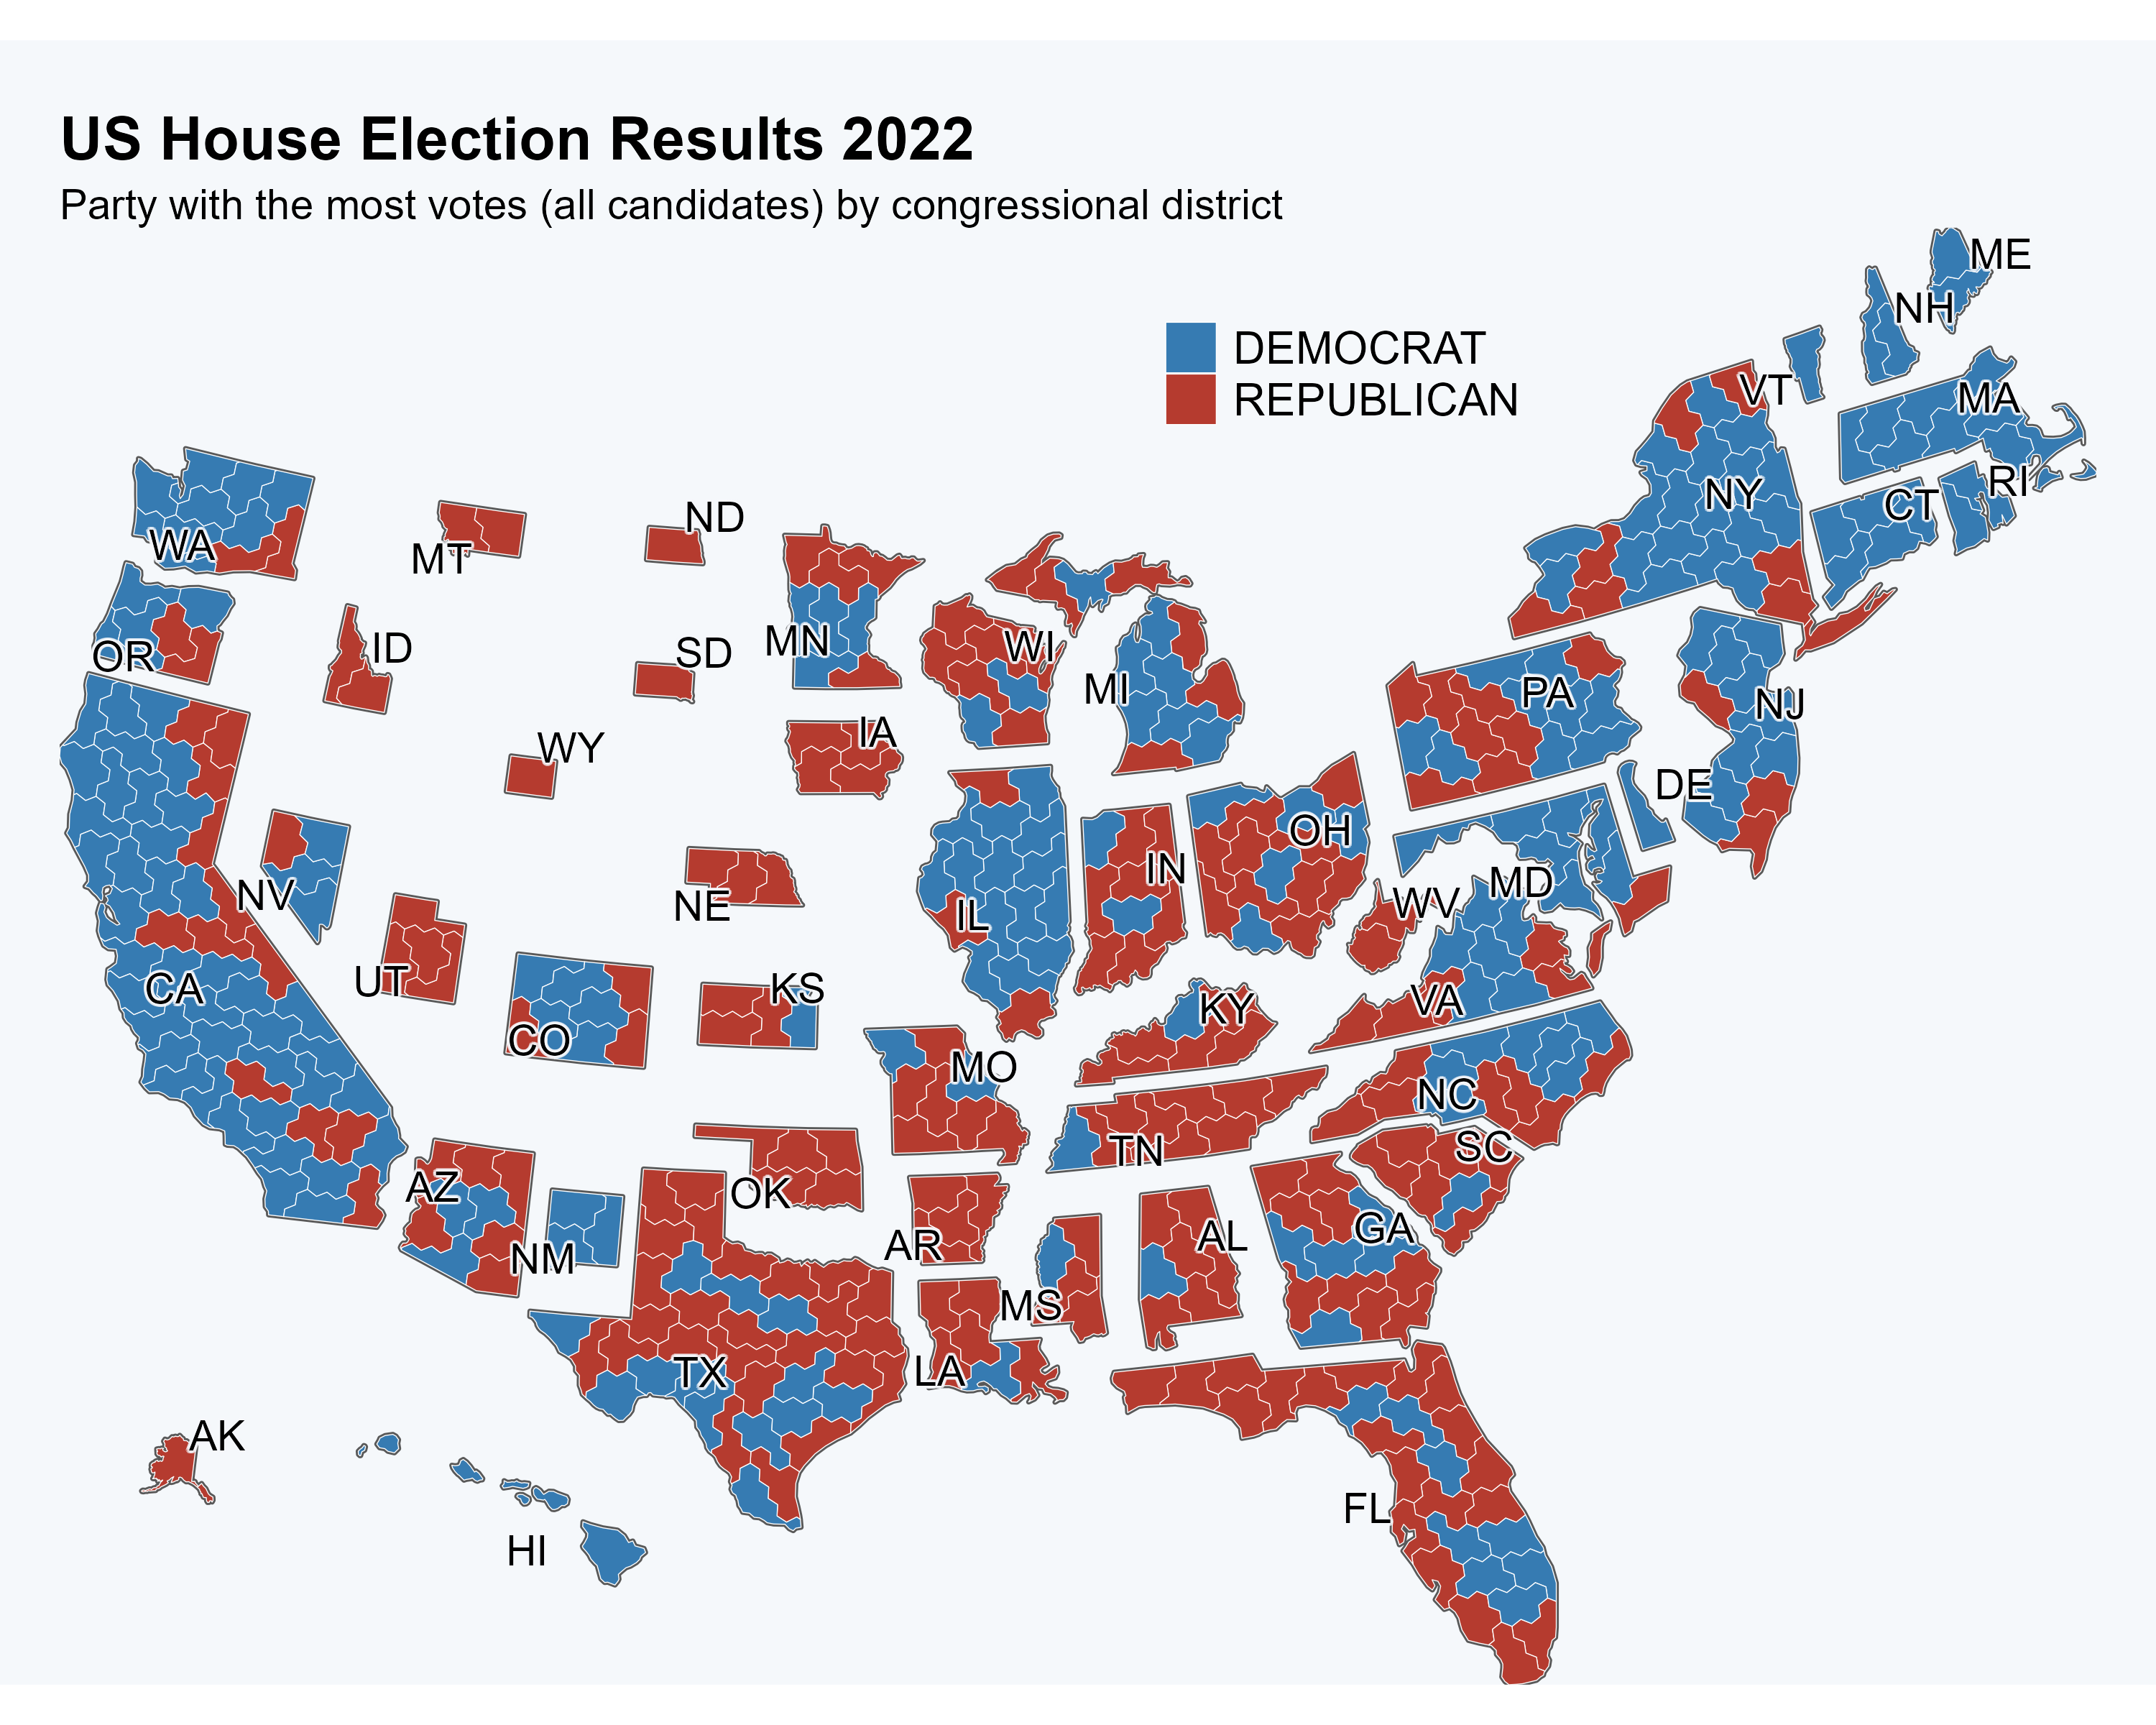 US House Election Results 2022
Party with the most votes (all candidates) by congressional district
ME
NH
DEMOCRAT
VT
REPUBLICAN
MA
RI
NY
CT
ND
WA
MT
MN
WI
SD
ID
OR
MI
PA
NJ
IA
WY
DE
OH
IN
MD
NV
NE
WV
IL
UT
CA
KS
VA
KY
CO
MO
NC
SC
TN
AZ
OK
GA
AL
AR
NM
MS
TX
LA
AK
FL
HI